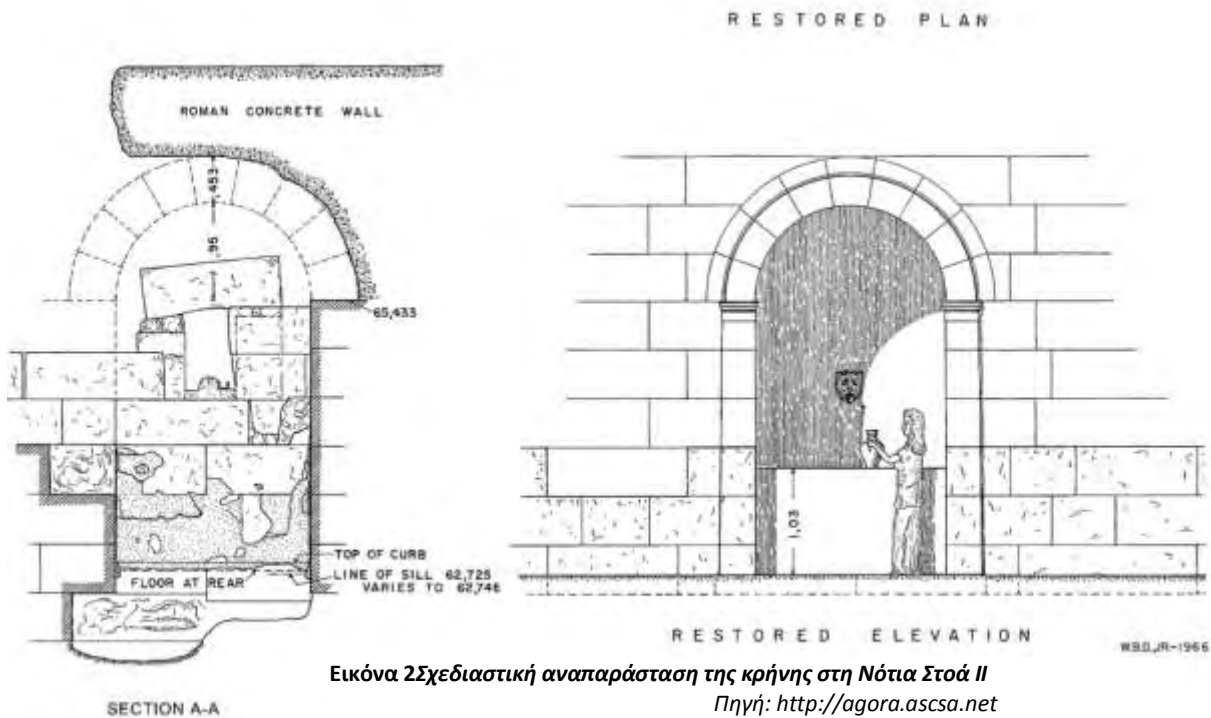 RESTORED PLAN
ROMAN CONCRETE WALL
,453
,95
65,433
TOP OF CURB
LINE OF SILL 62,725
VARIES TO 62,746
FLOOR AT REAR
SECTION A-A
1,03
RESTORED ELEVATION
W.B.D.,JR-1966
Εικόνα 2Σχεδιαστική αναπαράσταση της κρήνης στη Νότια Στοά ΙΙ
Πηγή: http://agora.ascsa.net